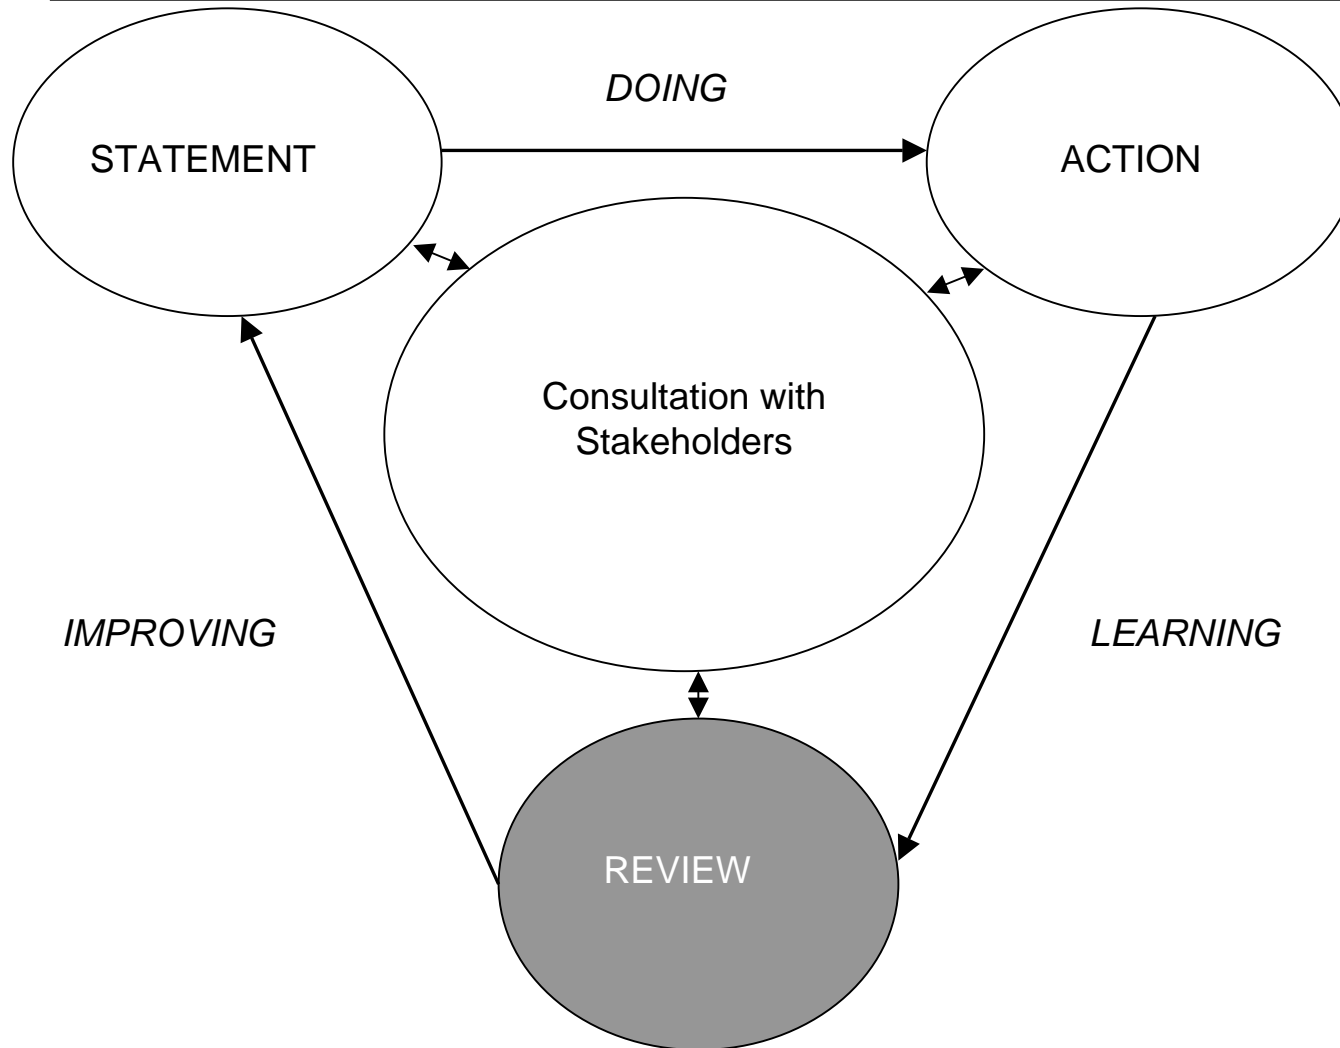 DOING
STATEMENT
ACTION
Consultation with
Stakeholders
IMPROVING
LEARNING
REVIEW